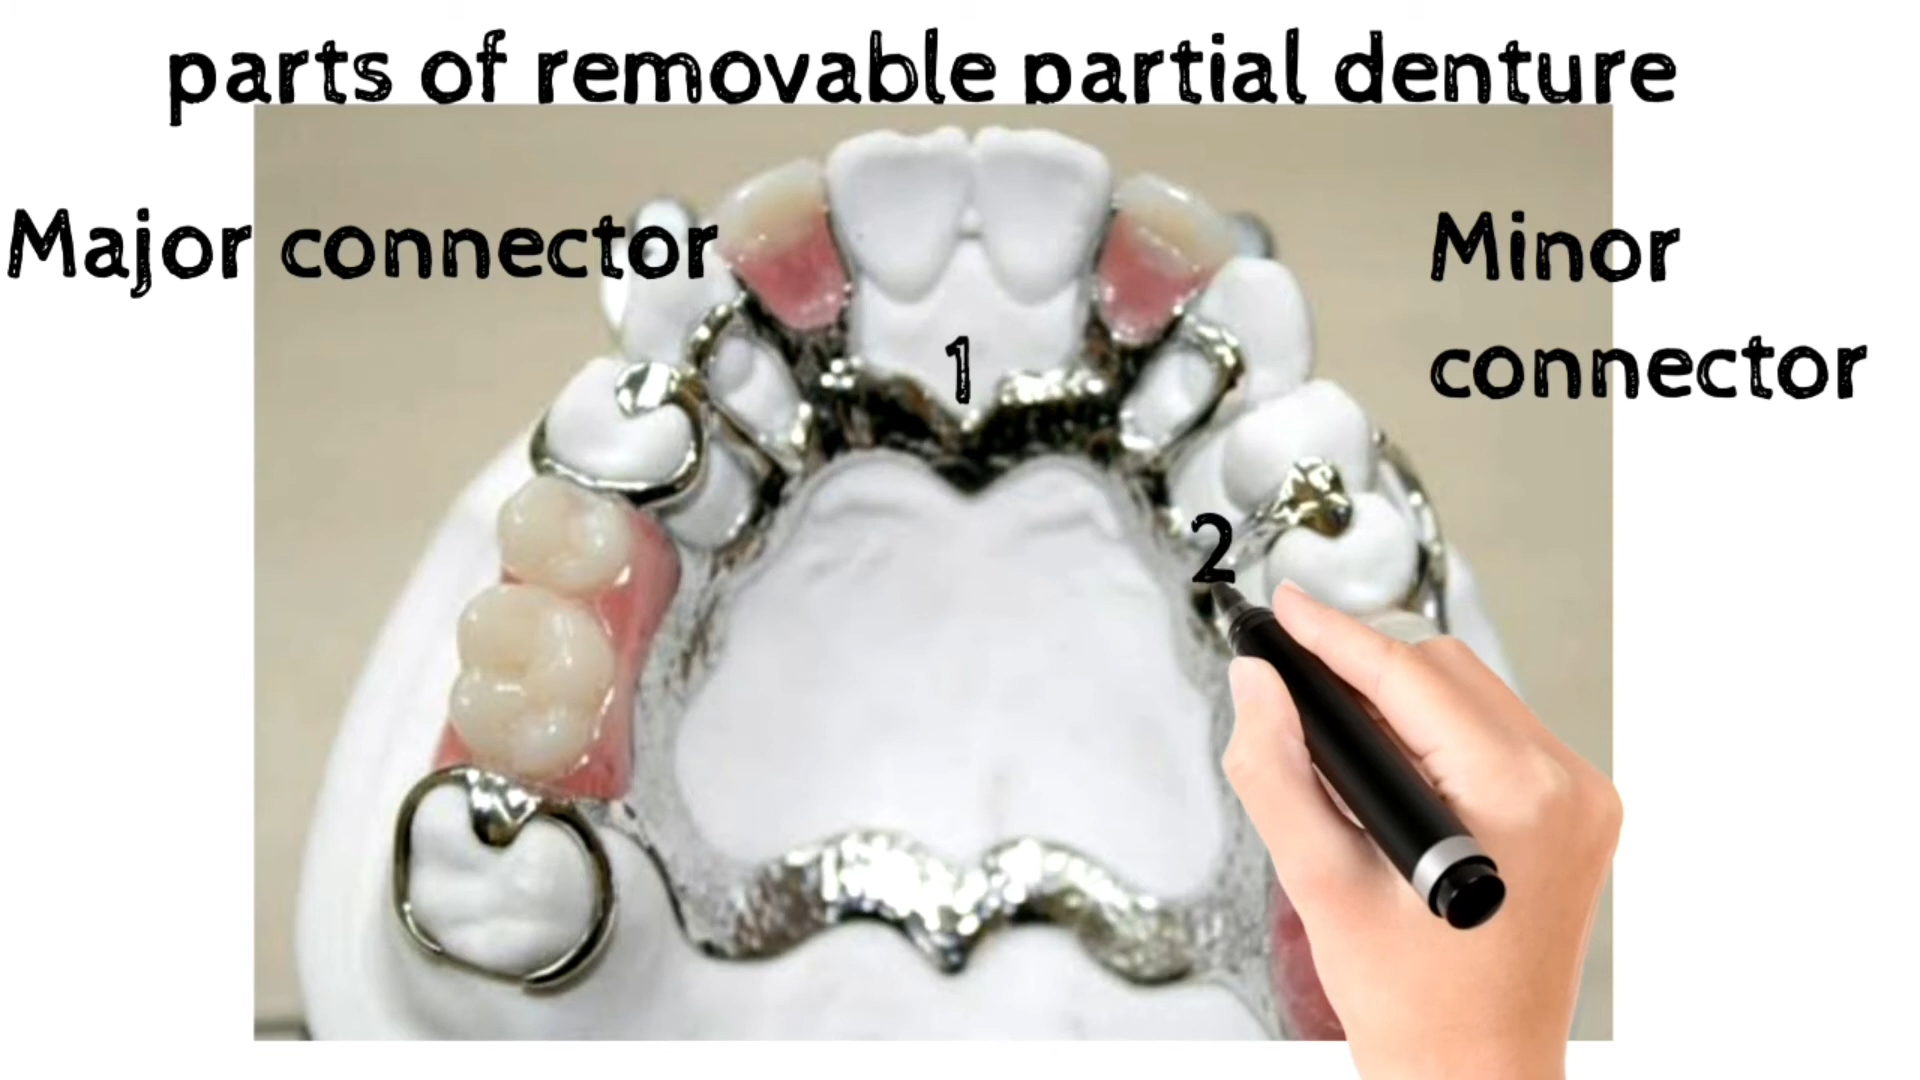 parts of removable partial denture
Major connector
Minor
connector
1
2